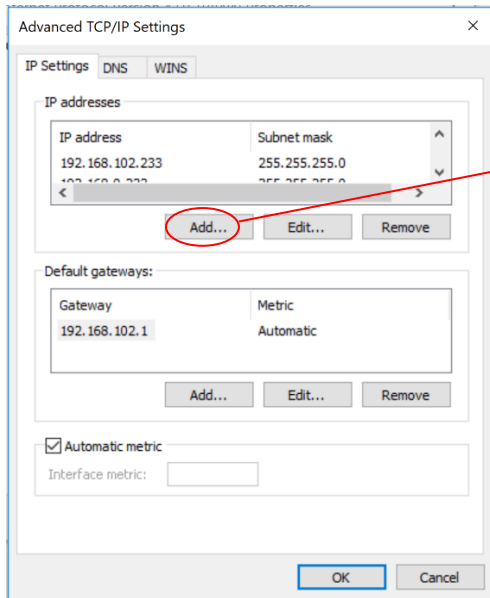 Advanced TCP/IP Settings
IP Settings DNS WINS
IP addresses
IP address Subnet mask
192.168.102.233 255.255.255.0
Add... Edit... Remove
Default gateways:
Gateway Metric
192.168.102.1 Automatic
Add... Edit... Remove
Automatic metric
Interface metric:
OK Cancel